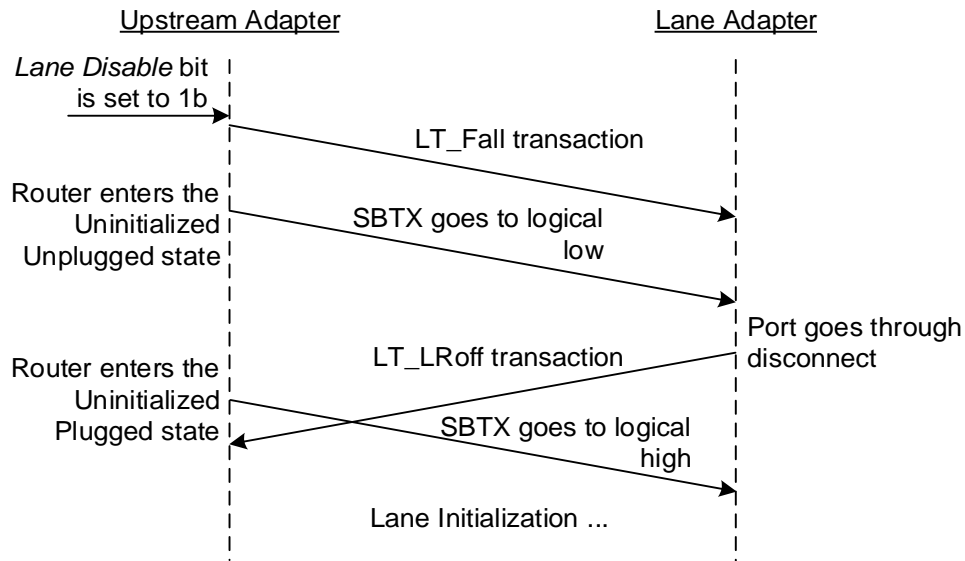 Upstream Adapter
Lane Adapter
Lane Disable bit
is set to 1b
LT_Fall transaction
Router enters the
Uninitialized
Unplugged state
SBTX goes to logical
low
Port goes through
disconnect
LT_LRoff transaction
Router enters the
Uninitialized
Plugged state
SBTX goes to logical
high
Lane Initialization ...